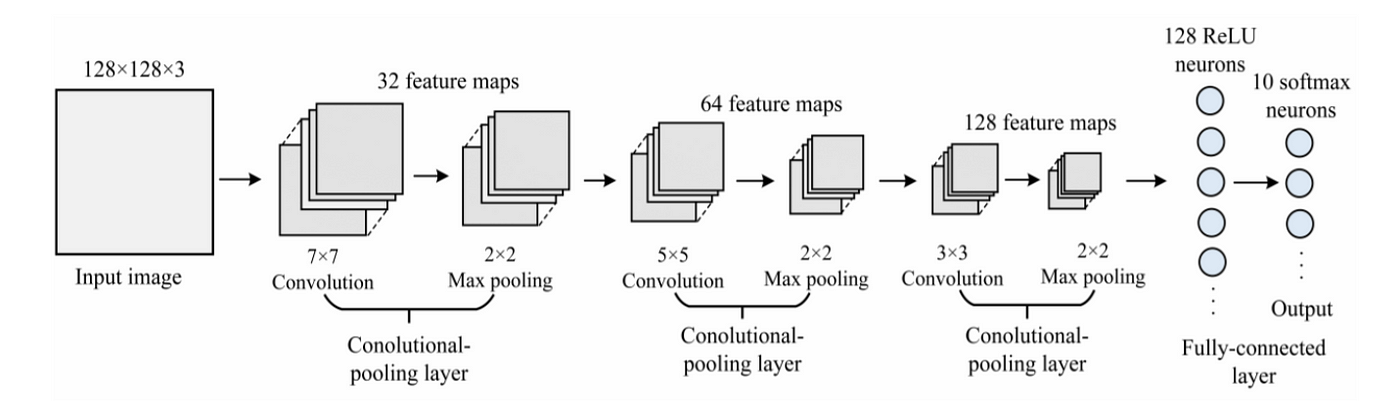 128×128×3
Input image
32 feature maps
7×7
Convolution
2×2
Max pooling
Conolutional-
pooling layer
64 feature maps
5×5
Convolution
2×2
Max pooling
Conolutional-
pooling layer
128 feature maps
3×3
Convolution
2×2
Max pooling
Conolutional-
pooling layer
128 ReLU
neurons
10 softmax
neurons
Output
Fully-connected
layer